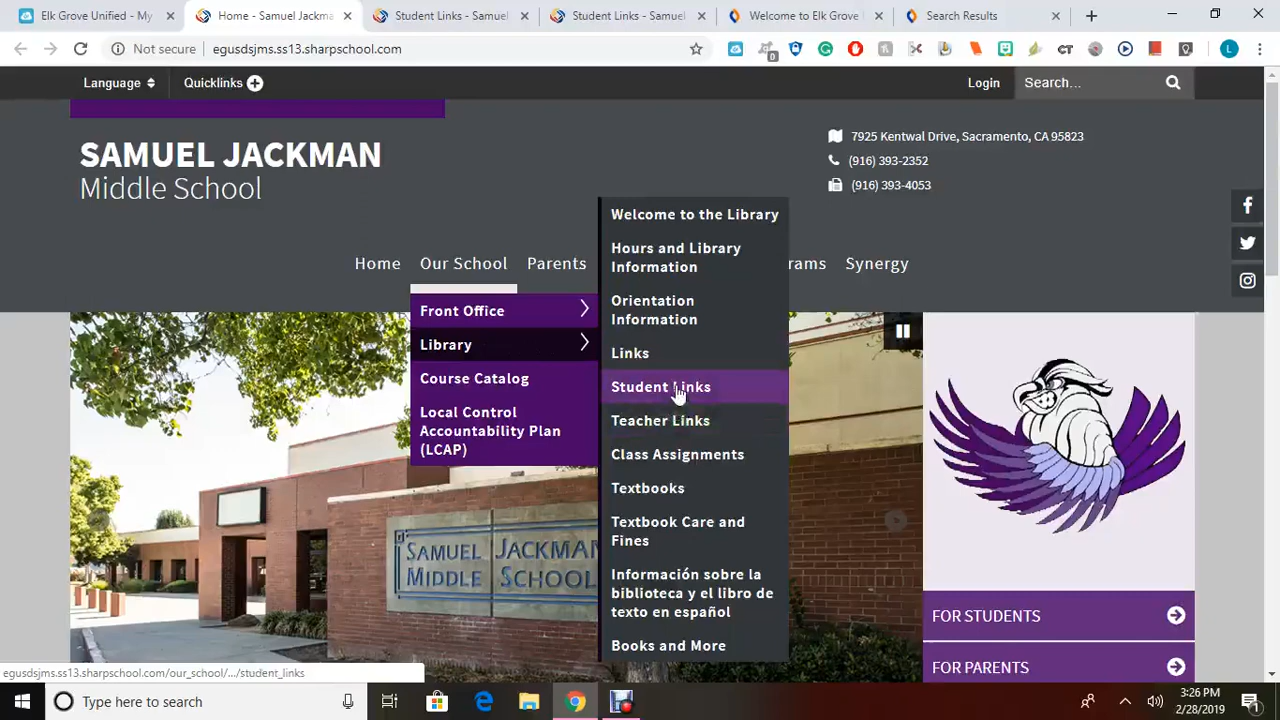 Elk Grove Unified - My
Home - Samuel Jackma
Student Links - Samuel
Student Links - Samuel
Welcome to Elk Grove
Search Results
Not secure
egusdsjms.ss13.sharpschool.com
Language
Quicklinks
Login
Search...
SAMUEL JACKMAN
Middle School
7925 Kentwal Drive, Sacramento, CA 95823
(916) 393-2352
(916) 393-4053
Home
Our School
Parents
rams
Synergy
Front Office
Library
Course Catalog
Local Control
Accountability Plan
(LCAP)
Welcome to the Library
Hours and Library
Information
Orientation
Information
Links
Student Links
Teacher Links
Class Assignments
Textbooks
Textbook Care and
Fines
Información sobre la
biblioteca y el libro de
texto en español
Books and More
SAMUEL JACKMAN
MIDDLE SCHOOL
FOR STUDENTS
FOR PARENTS
egusdsjms.ss13.sharpschool.com/our_school/.../student_links
Type here to search
3:26 PM
2/28/2019